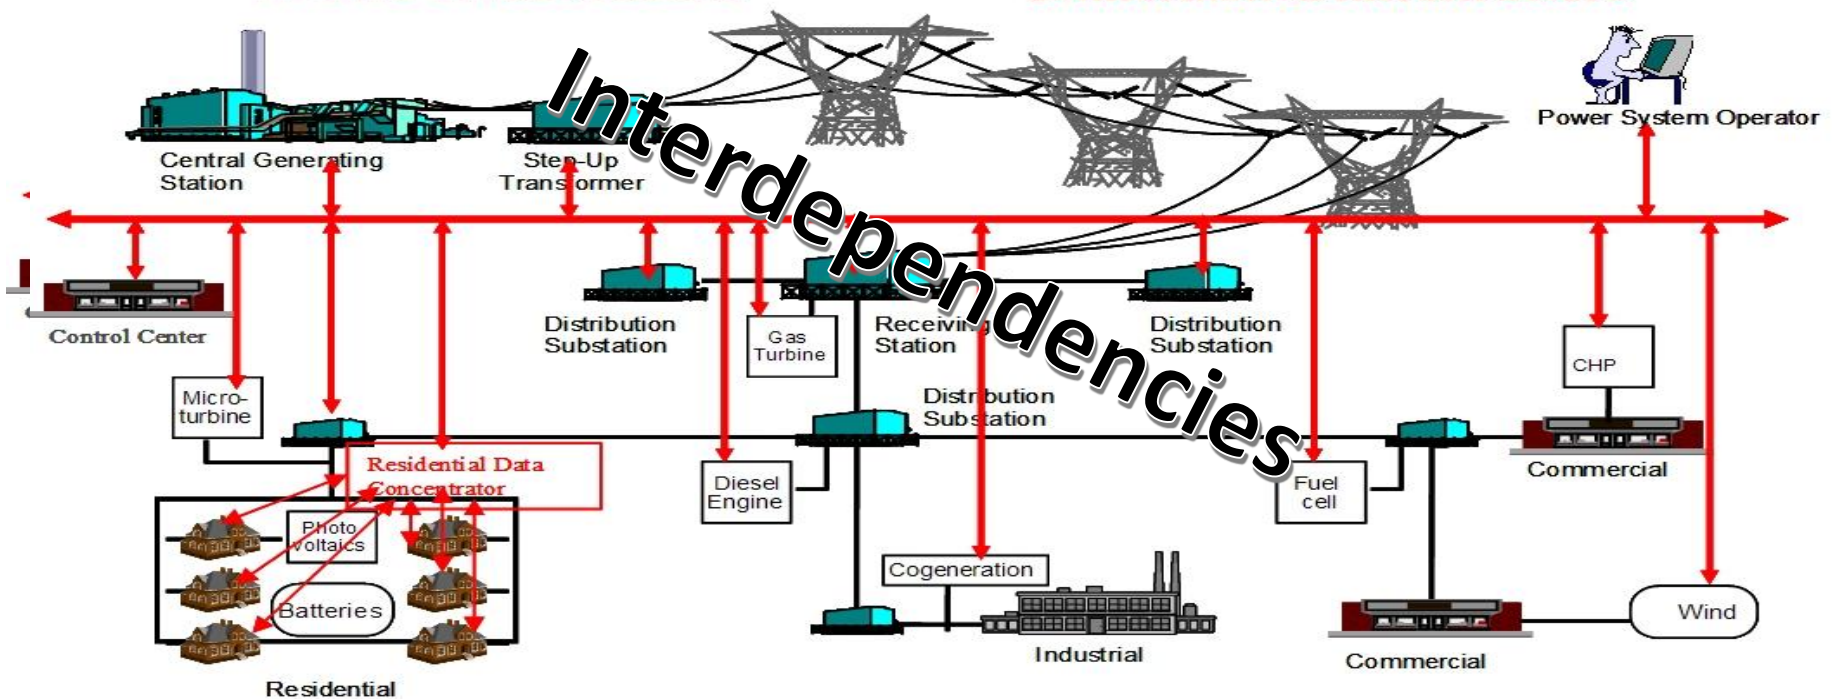 Interdependencies
Power System Operator
Central Generating
Station
Step-Up
Transformer
Control Center
Distribution
Substation
Gas
Turbine
Receiving
Station
Distribution
Substation
CHP
Micro-
turbine
Distribution
Substation
Commercial
Residential Data
Concentrator
Diesel
Engine
Fuel
cell
Photo
voltaics
Cogeneration
Batteries
Wind
Industrial
Commercial
Residential